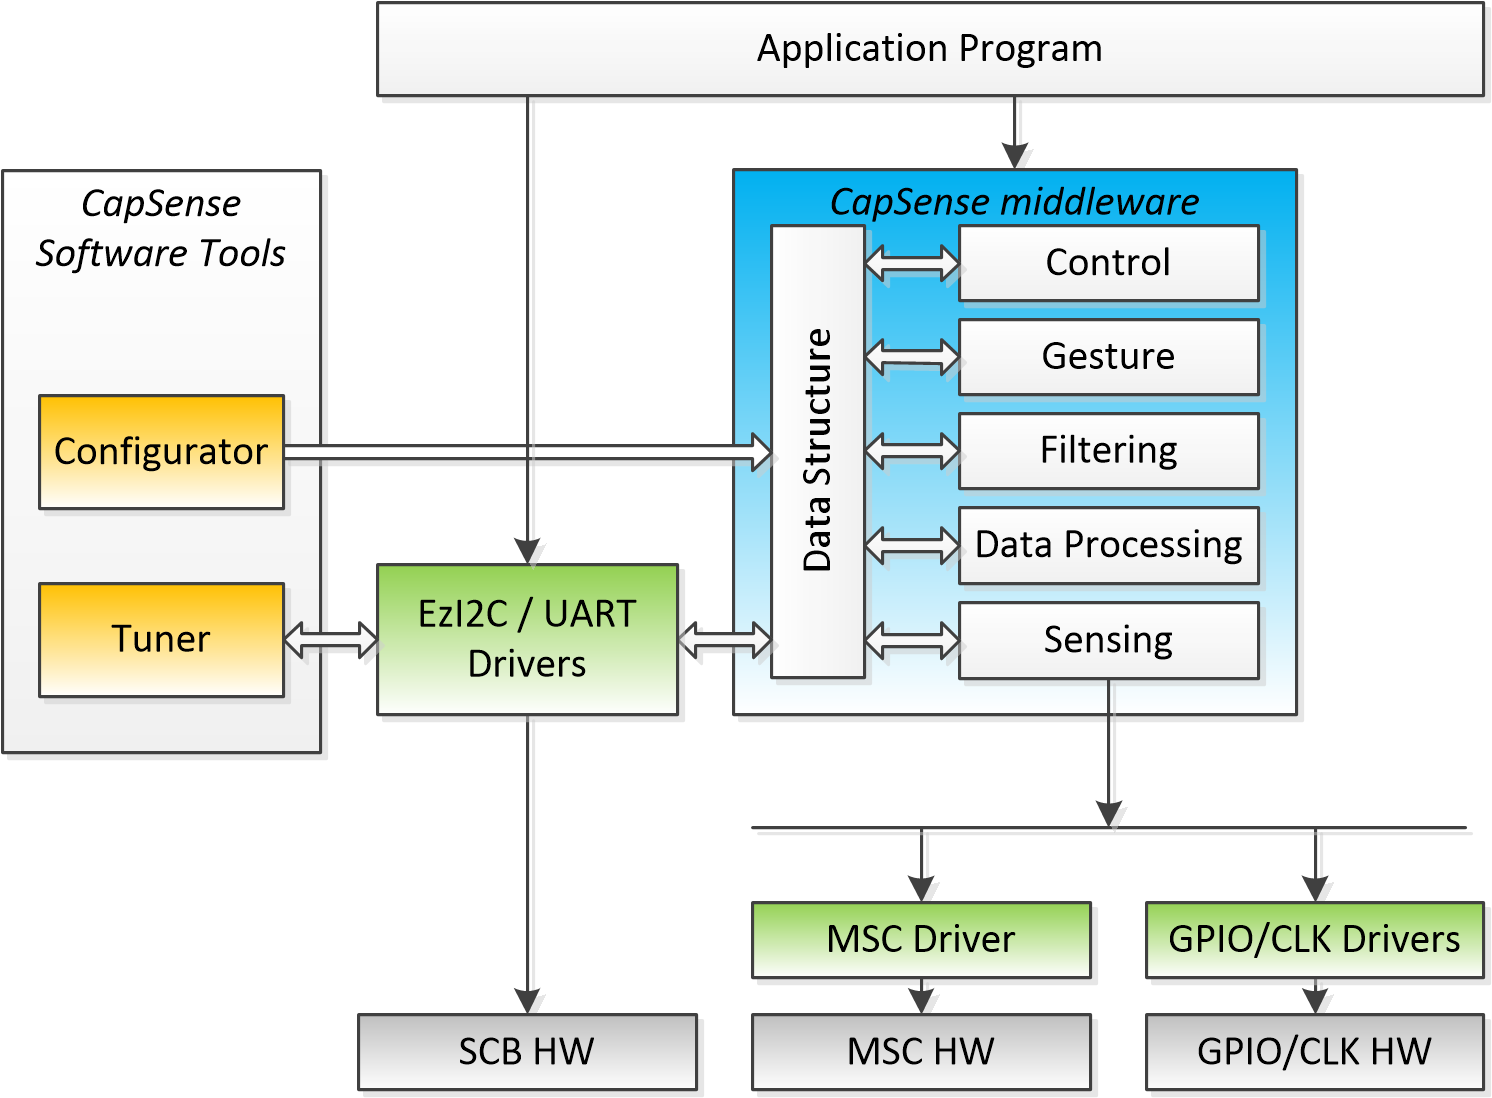 Application Program
CapSense
Software Tools
Configurator
Tuner
EzI2C / UART
Drivers
CapSense middleware
Data Structure
Control
Gesture
Filtering
Data Processing
Sensing
MSC Driver
GPIO/CLK Drivers
SCB HW
MSC HW
GPIO/CLK HW